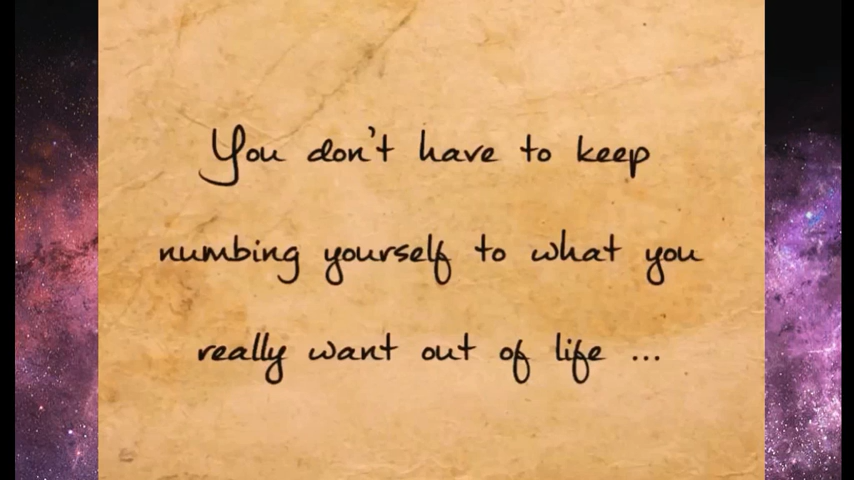 You don't have to keep
numbing yourself to what you
really want out of life ...